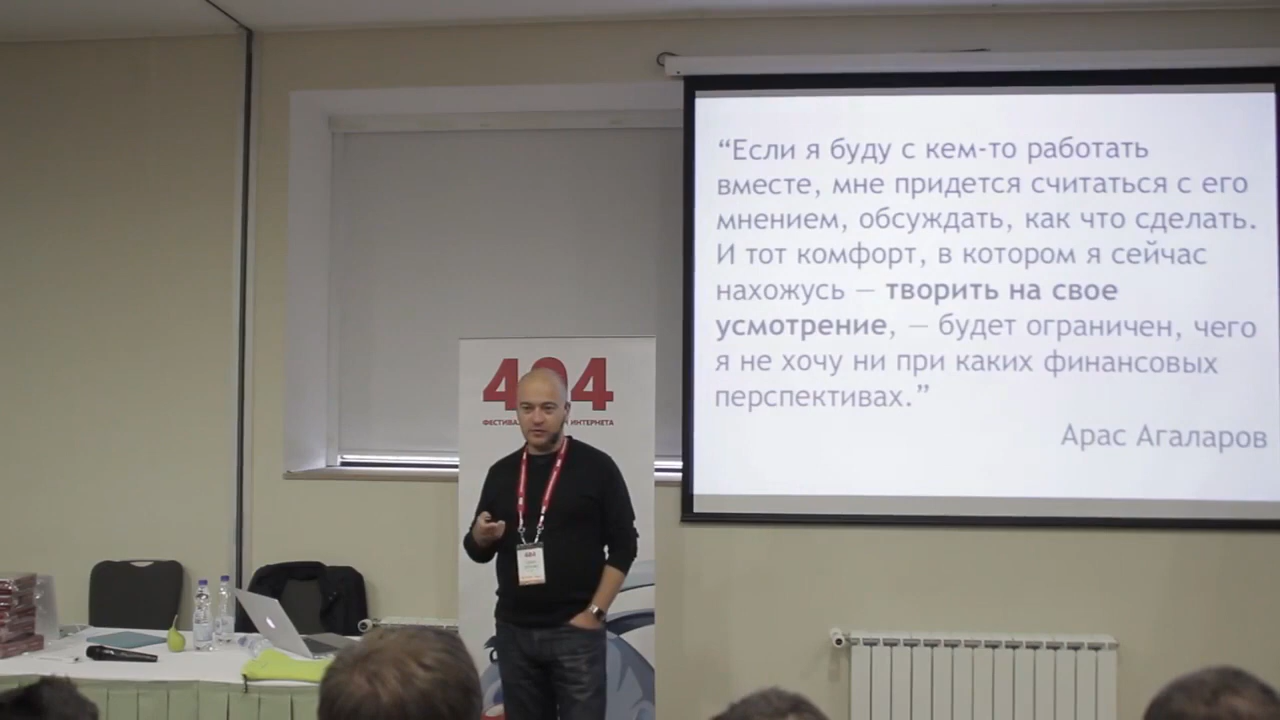 “Если я буду с кем-то работать
вместе, мне придется считаться с его
мнением, обсуждать, как что сделать.
И тот комфорт, в котором я сейчас
нахожусь — творить на свое
усмотрение, — будет ограничен, чего
я не хочу ни при каких финансовых
перспективах.”
Арас Агаларов
404
ИНТЕРНЕТА
404